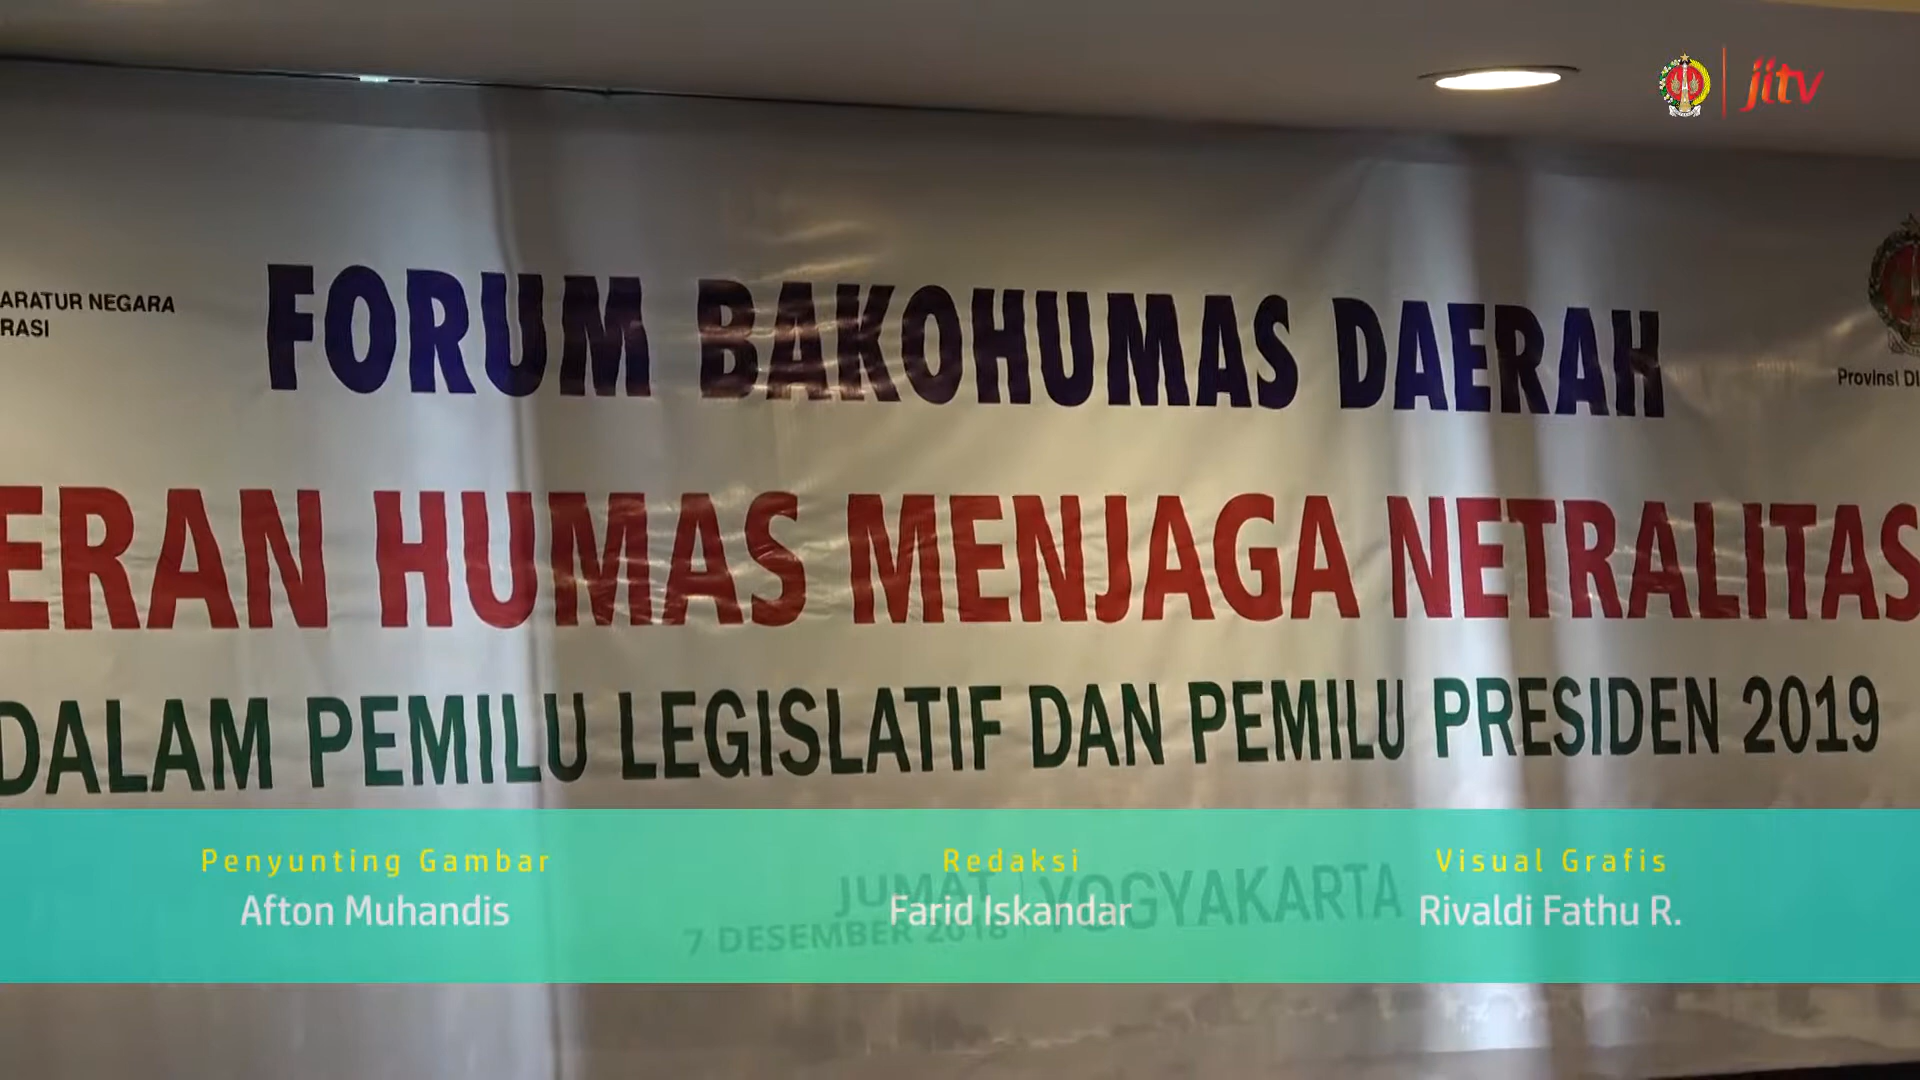 jitv
ARATUR NEGARA
RASI
Provinsi DI
FORUM BAKOHUMAS DAERAH
ERAN HUMAS MENJAGA NETRALITAS
DALAM PEMILU LEGISLATIF DAN PEMILU PRESIDEN 2019
JUMAT
7 DESEMBER 2018
YOGYAKARTA
Penyunting Gambar
Afton Muhandis
Redaksi
Farid Iskandar
Visual Grafis
Rivaldi Fathu R.